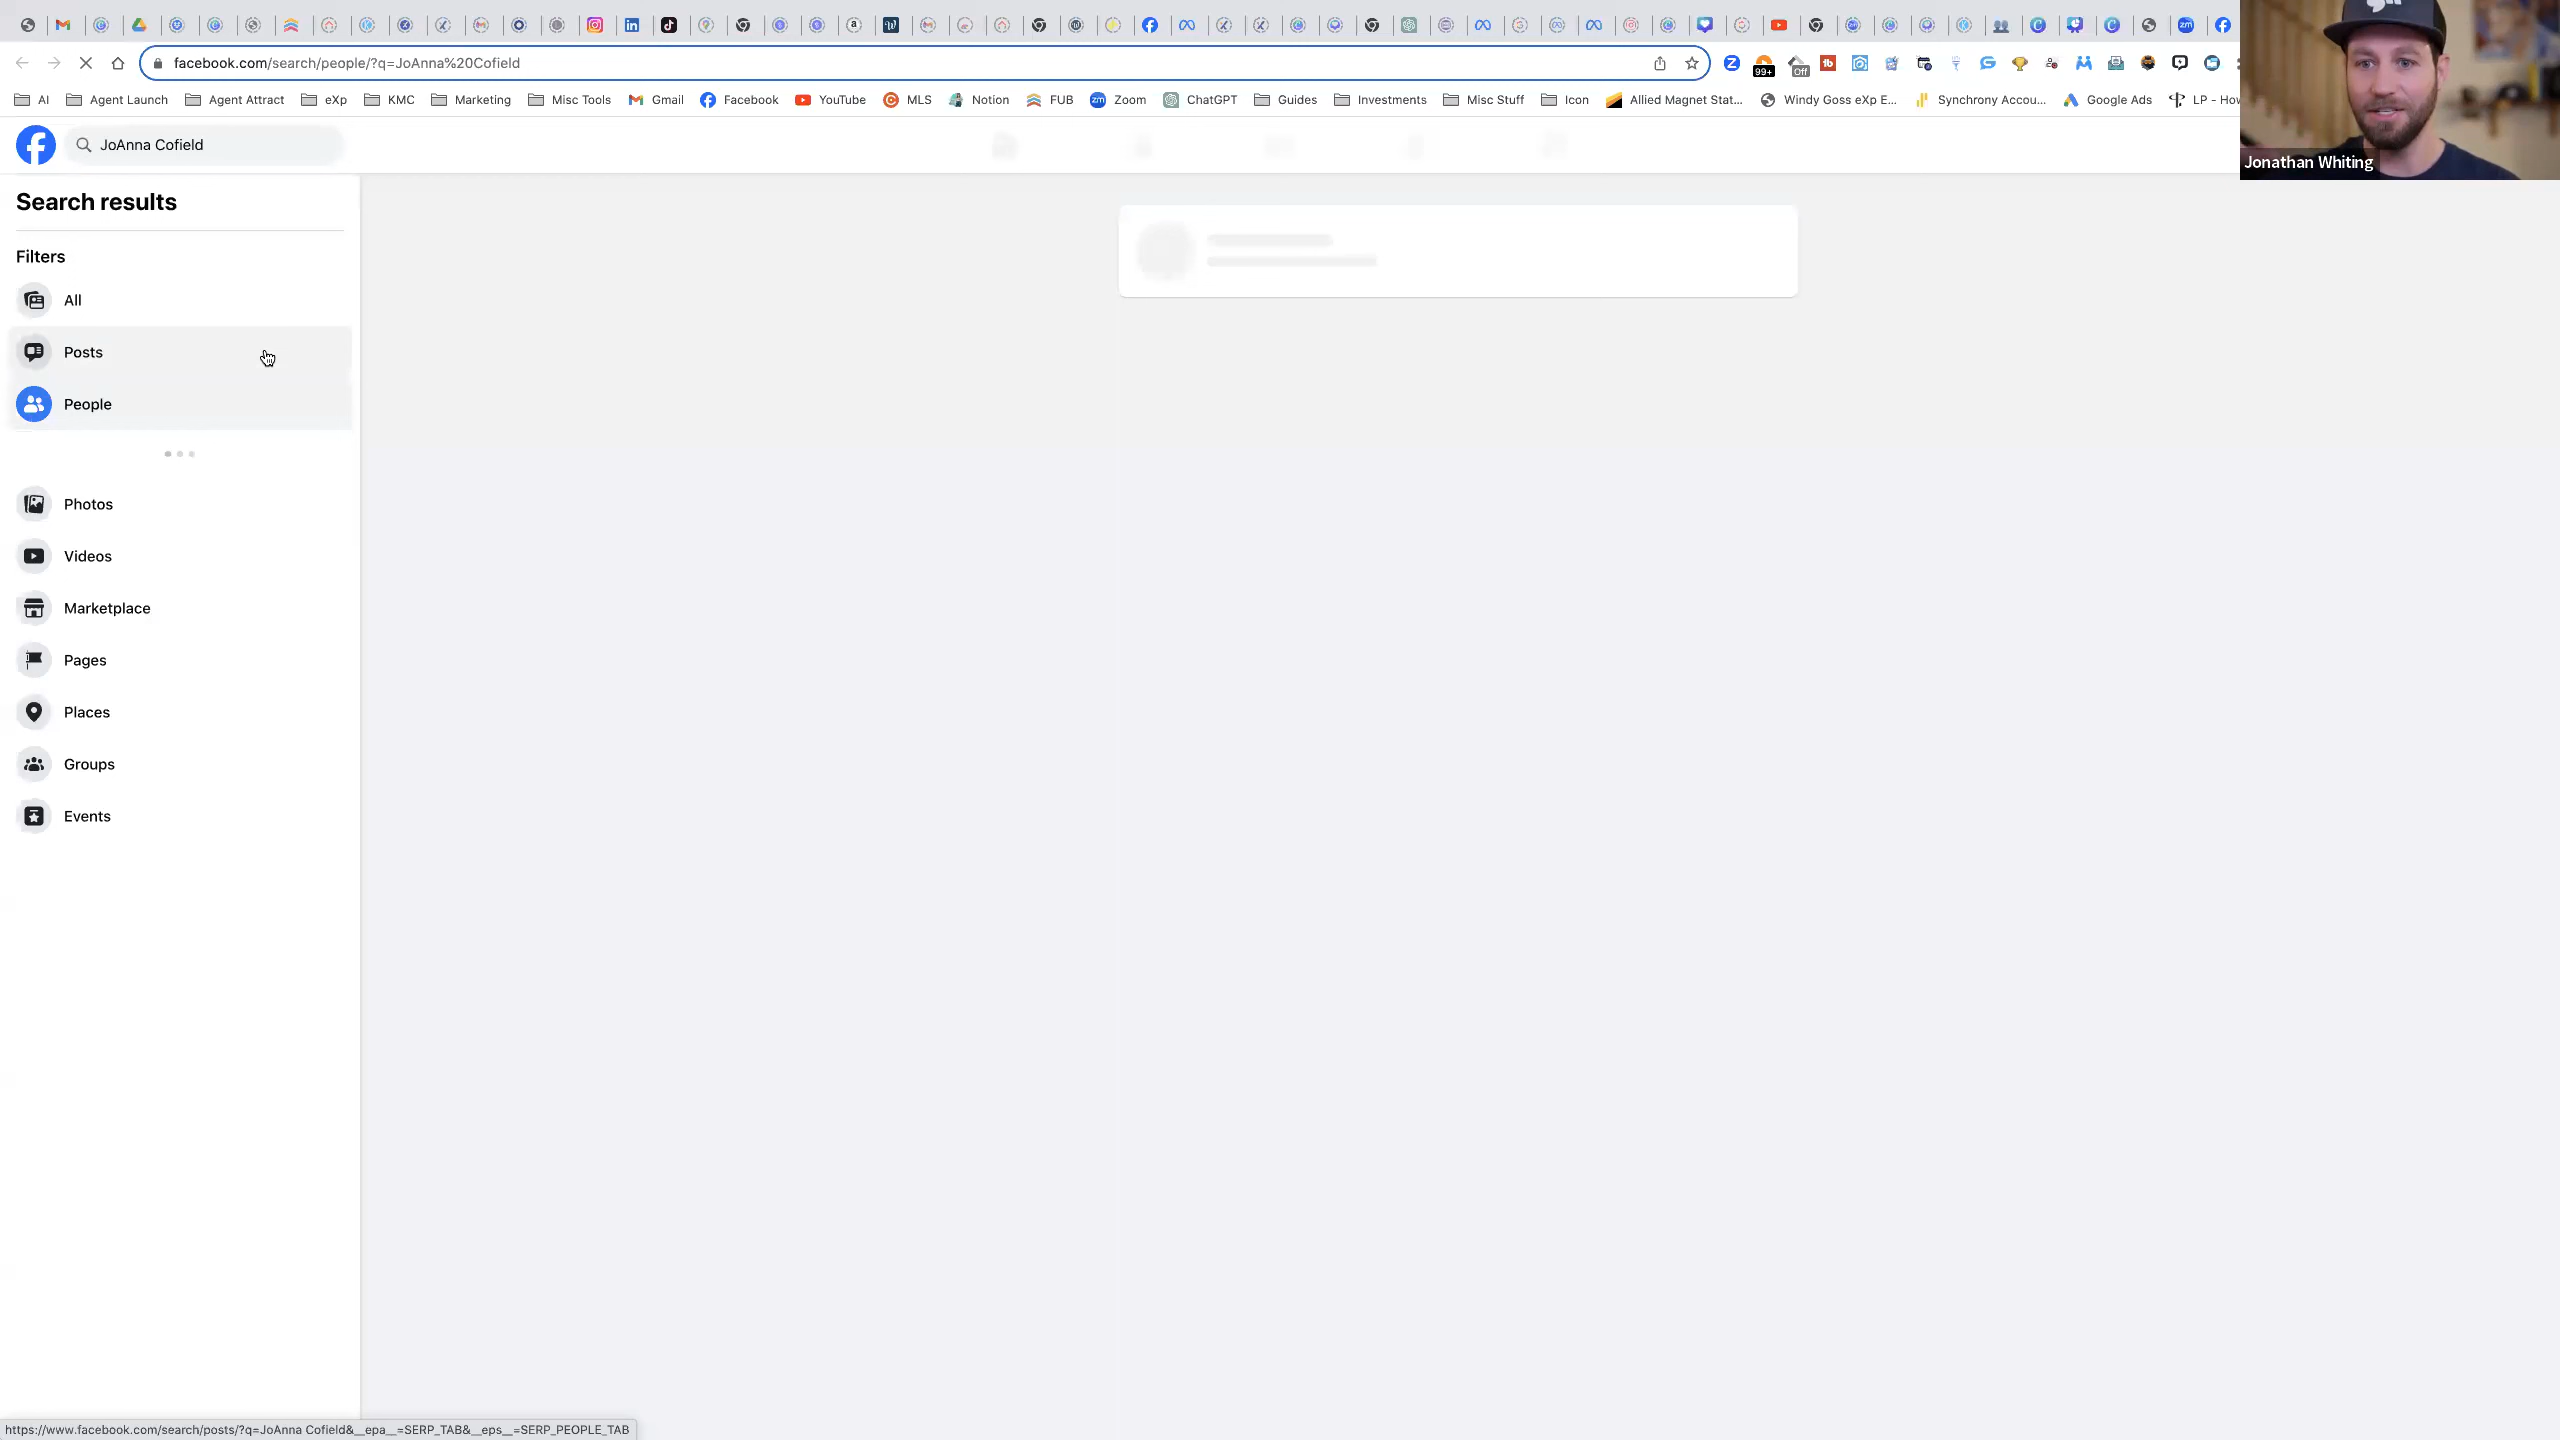 facebook.com/search/people/?q=JoAnna%20Cofield
99+
Off
AI
Agent Launch
Agent Attract
eXp
KMC
Marketing
Misc Tools
Gmail
Facebook
YouTube
MLS
Notion
FUB
Zoom
ChatGPT
Guides
Investments
Misc Stuff
Icon
Allied Magnet Stat...
Windy Goss eXp E...
Synchrony Accou...
Google Ads
LP - How
JoAnna Cofield
Jonathan Whiting
Search results
Filters
All
Posts
People
Photos
Videos
Marketplace
Pages
Places
Groups
Events
https://www.facebook.com/search/posts/?q=JoAnna Cofield&__epa__=SERP_TAB&__eps__=SERP_PEOPLE_TAB